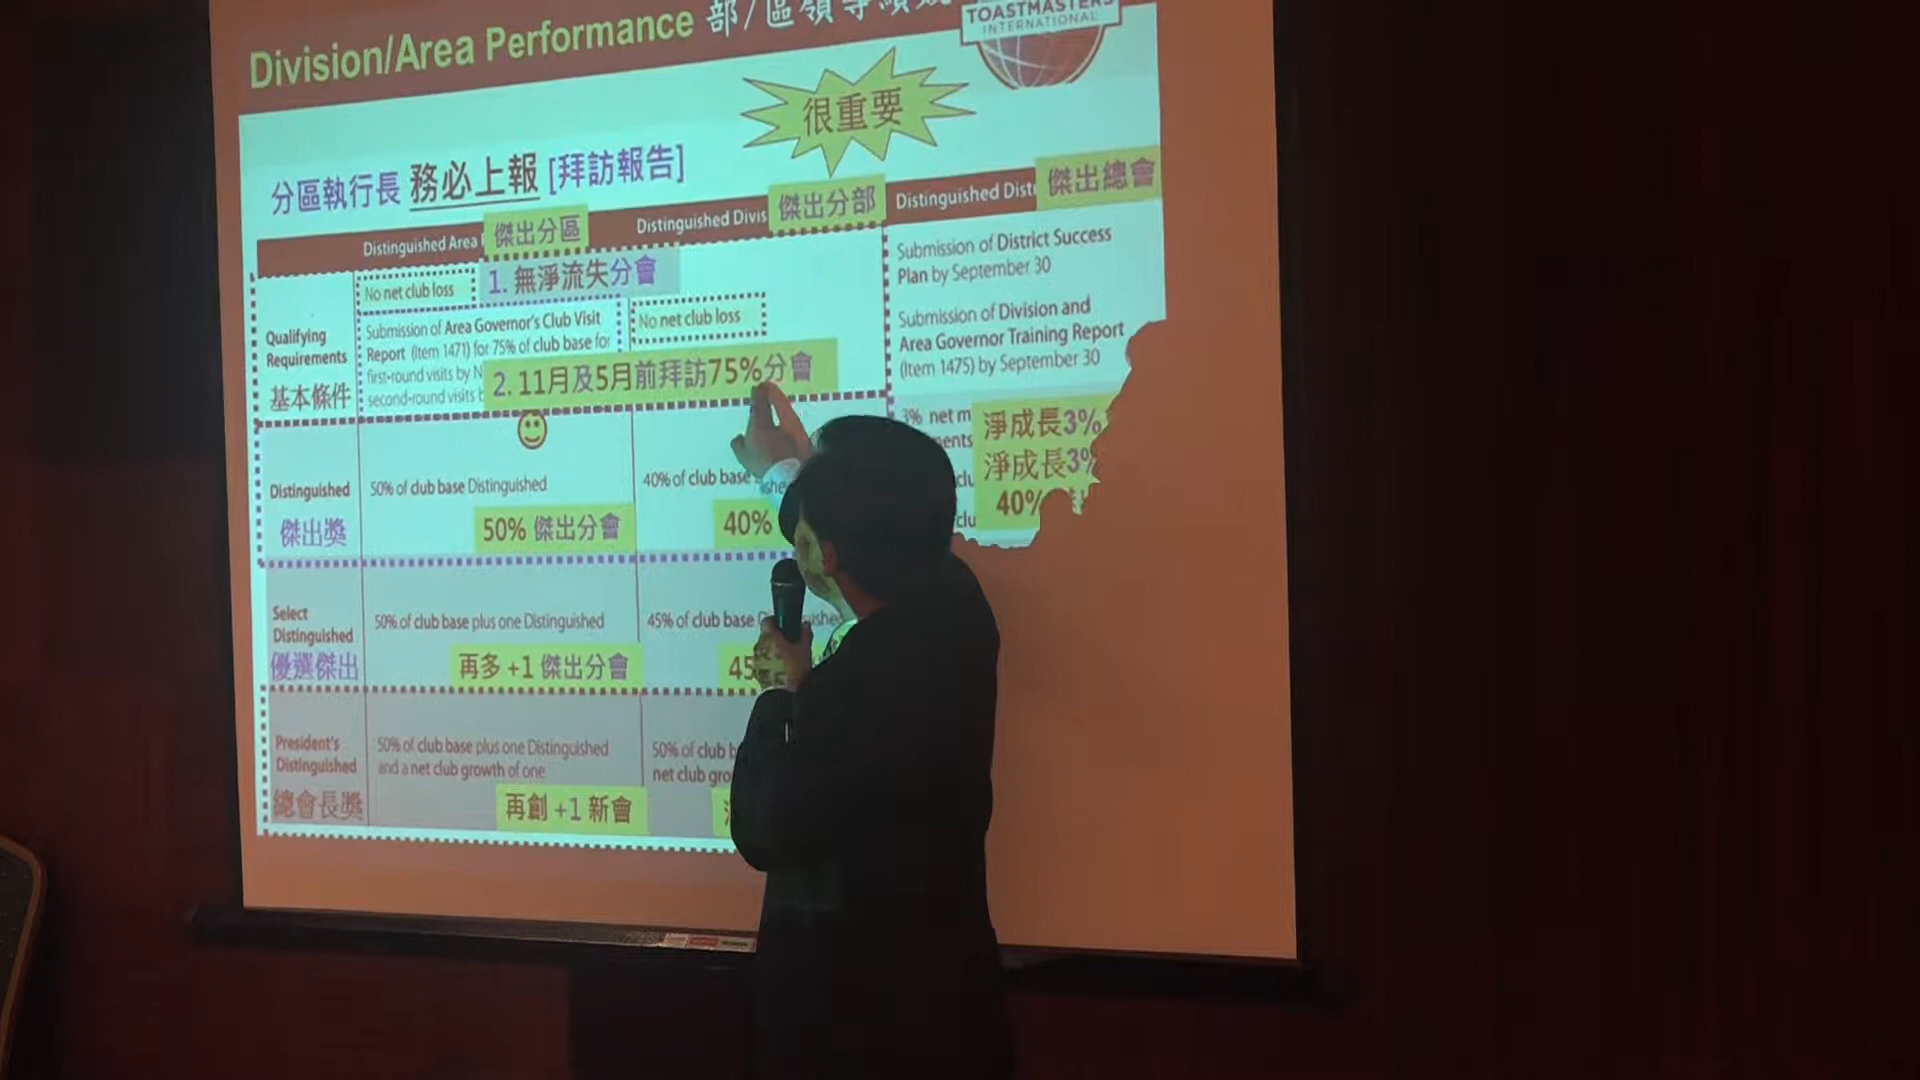 Division/Area Performance 部/區領導績效
TOASTMASTERS
INTERNATIONAL
很重要
分區執行長 務必上報 [拜訪報告]
Distinguished Area
傑出分區
Distinguished Divis
傑出分部
Distinguished Distr
傑出總會
Qualifying
Requirements
基本條件
No net club loss
1. 無淨流失分會
Submission of Area Governor's Club Visit
Report (Item 1471) for 75% of club base for
first-round visits by N
second-round visits b
No net club loss
2. 11月及5月前拜訪75%分會
Submission of District Success
Plan by September 30
Submission of Division and
Area Governor Training Report
(Item 1475) by September 30
3% net m
ents
淨成長3%
淨成長3%
40%
clu
clu
Distinguished
傑出獎
50% of club base Distinguished
50% 傑出分會
40% of club base
40%
Select
Distinguished
優選傑出
50% of club base plus one Distinguished
再多 +1 傑出分會
45% of club base
45
President's
Distinguished
總會長獎
50% of club base plus one Distinguished
and a net club growth of one
再創 +1 新會
50% of club b
net club gro